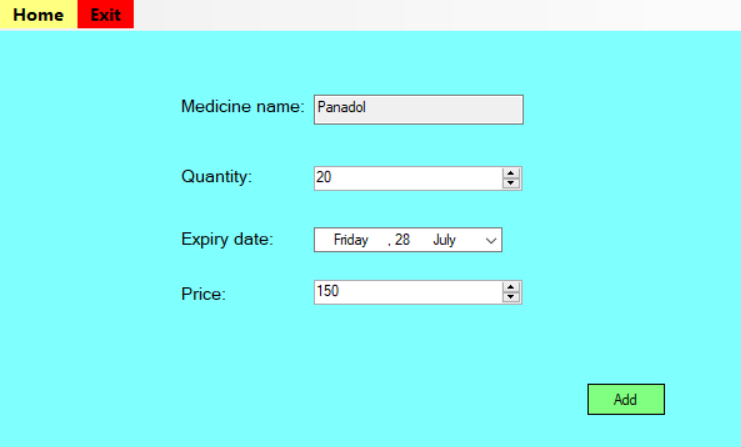 Home Exit
Medicine name: Panadol
Quantity: 20
Expiry date: Friday , 28 July
Price: 150
Add